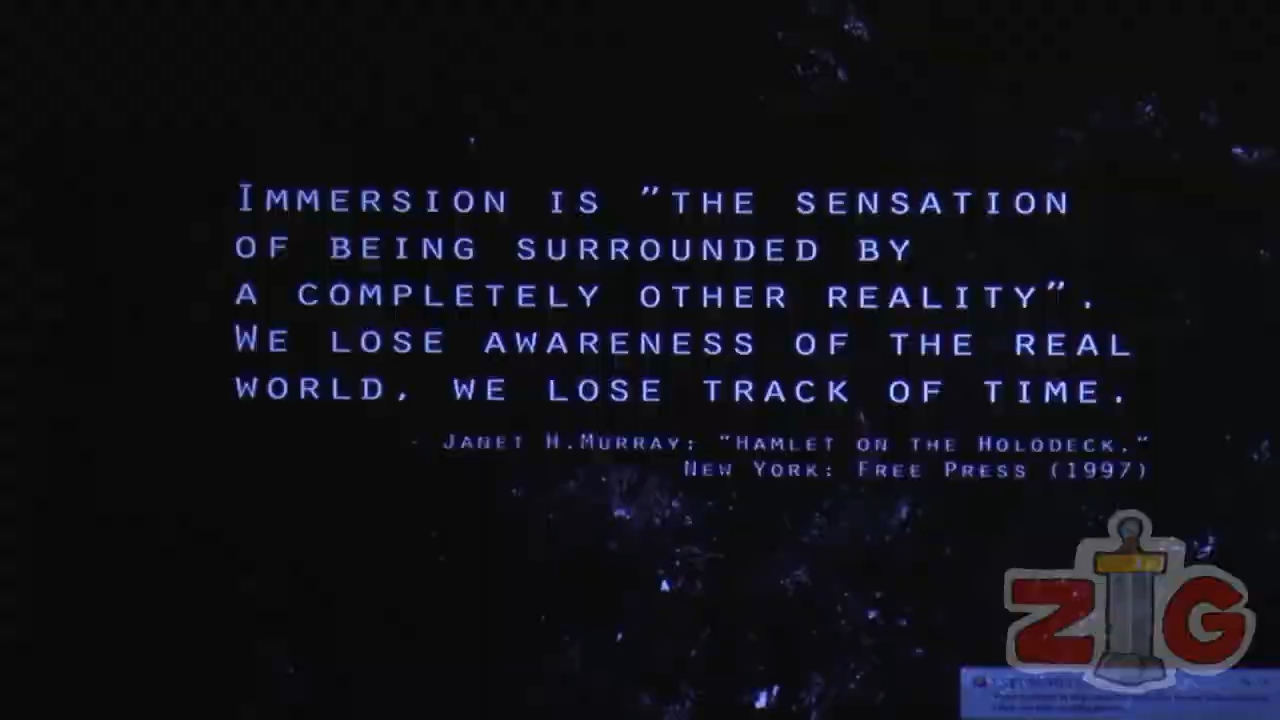 Immersion is "the sensation
of being surrounded by
a completely other reality".
We lose awareness of the real
world, we lose track of time.
- Janet H.Murray: "Hamlet on the Holodeck."
New York: Free Press (1997)
ZIG